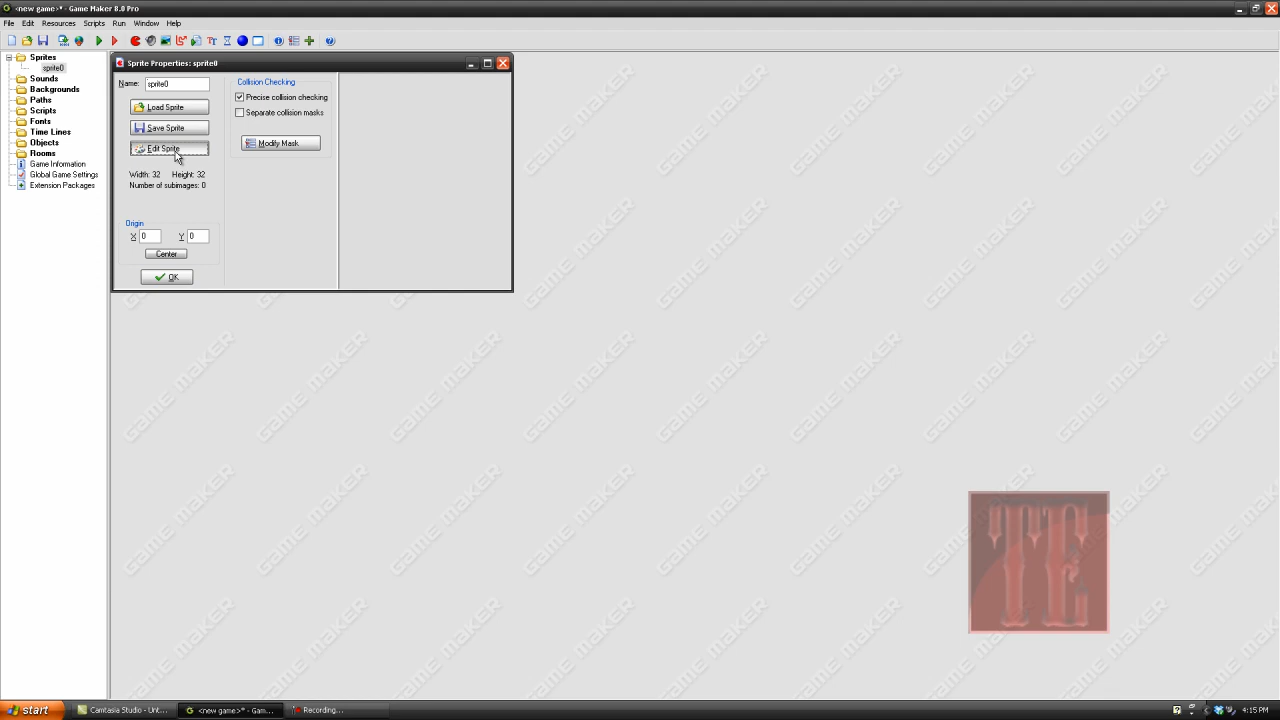 <new game>* - Game Maker 8.0 Pro
File Edit Resources Scripts Run Window Help
Sprites
sprite0
Sounds
Backgrounds
Paths
Scripts
Fonts
Time Lines
Objects
Rooms
Game Information
Global Game Settings
Extension Packages
Sprite Properties: sprite0
Name: sprite0
Load Sprite
Save Sprite
Edit Sprite
Width: 32 Height: 32
Number of subimages: 0
Origin
X 0 Y 0
Center
OK
Collision Checking
Precise collision checking
Separate collision masks
Modify Mask
GAME MAKER
TE
start
Camtasia Studio - Unt...
<new game>* - Gam...
Recording...
4:15 PM